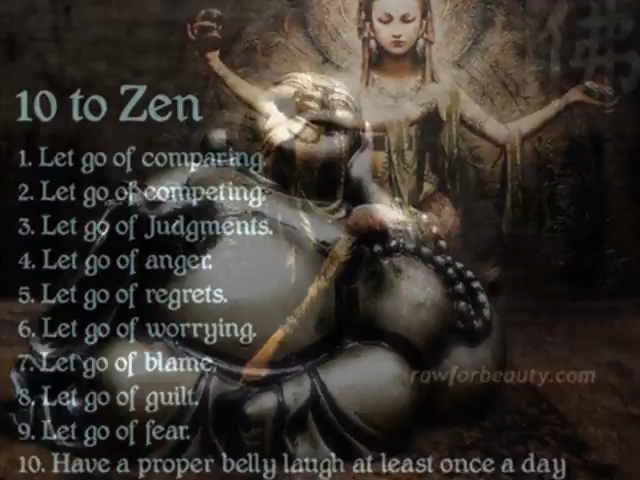 佛
10 to Zen
1. Let go of comparing.
2. Let go of competing.
3. Let go of Judgments.
4. Let go of anger.
5. Let go of regrets.
6. Let go of worrying.
7. Let go of blame.
8. Let go of guilt.
9. Let go of fear.
rawforbeauty.com
10. Have a proper belly laugh at least once a day